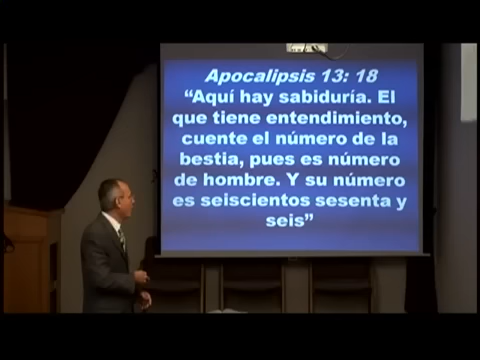 Apocalipsis 13: 18
“Aquí hay sabiduría. El
que tiene entendimiento,
cuente el número de la
bestia, pues es número
de hombre. Y su número
es seiscientos sesenta y
seis”